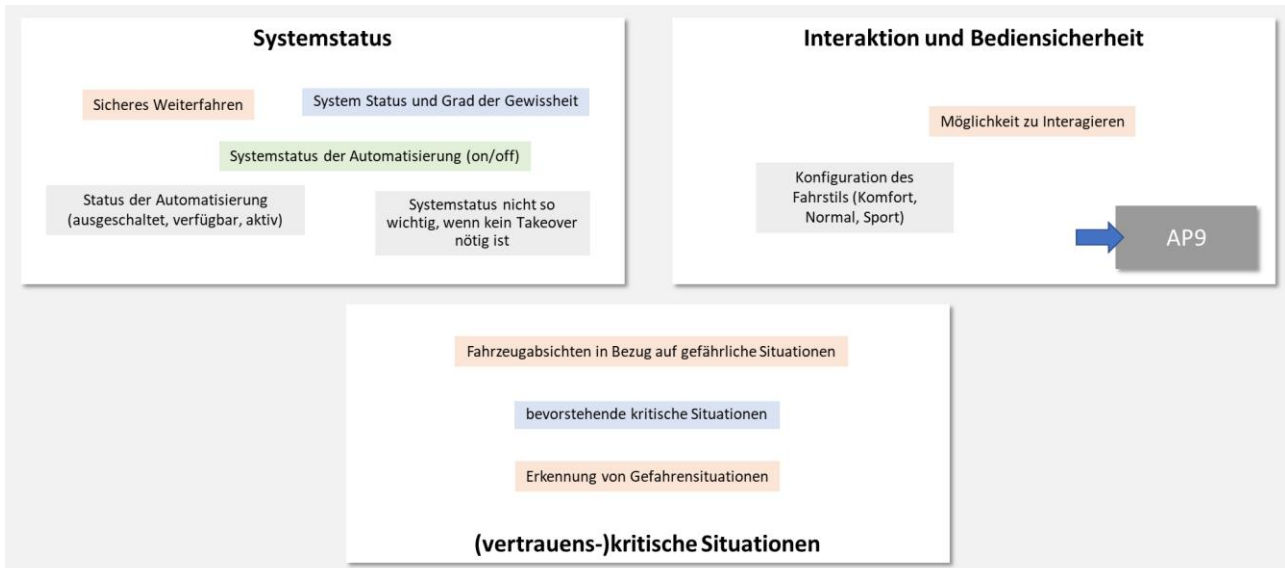 Systemstatus
Sicheres Weiterfahren
System Status und Grad der Gewissheit
Systemstatus der Automatisierung (on/off)
Status der Automatisierung
(ausgeschaltet, verfügbar, aktiv)
Systemstatus nicht so
wichtig, wenn kein Takeover
nötig ist
Interaktion und Bediensicherheit
Möglichkeit zu Interagieren
Konfiguration des
Fahrstils (Komfort,
Normal, Sport)
AP9
Fahrzeugabsichten in Bezug auf gefährliche Situationen
bevorstehende kritische Situationen
Erkennung von Gefahrensituationen
(vertrauens-)kritische Situationen